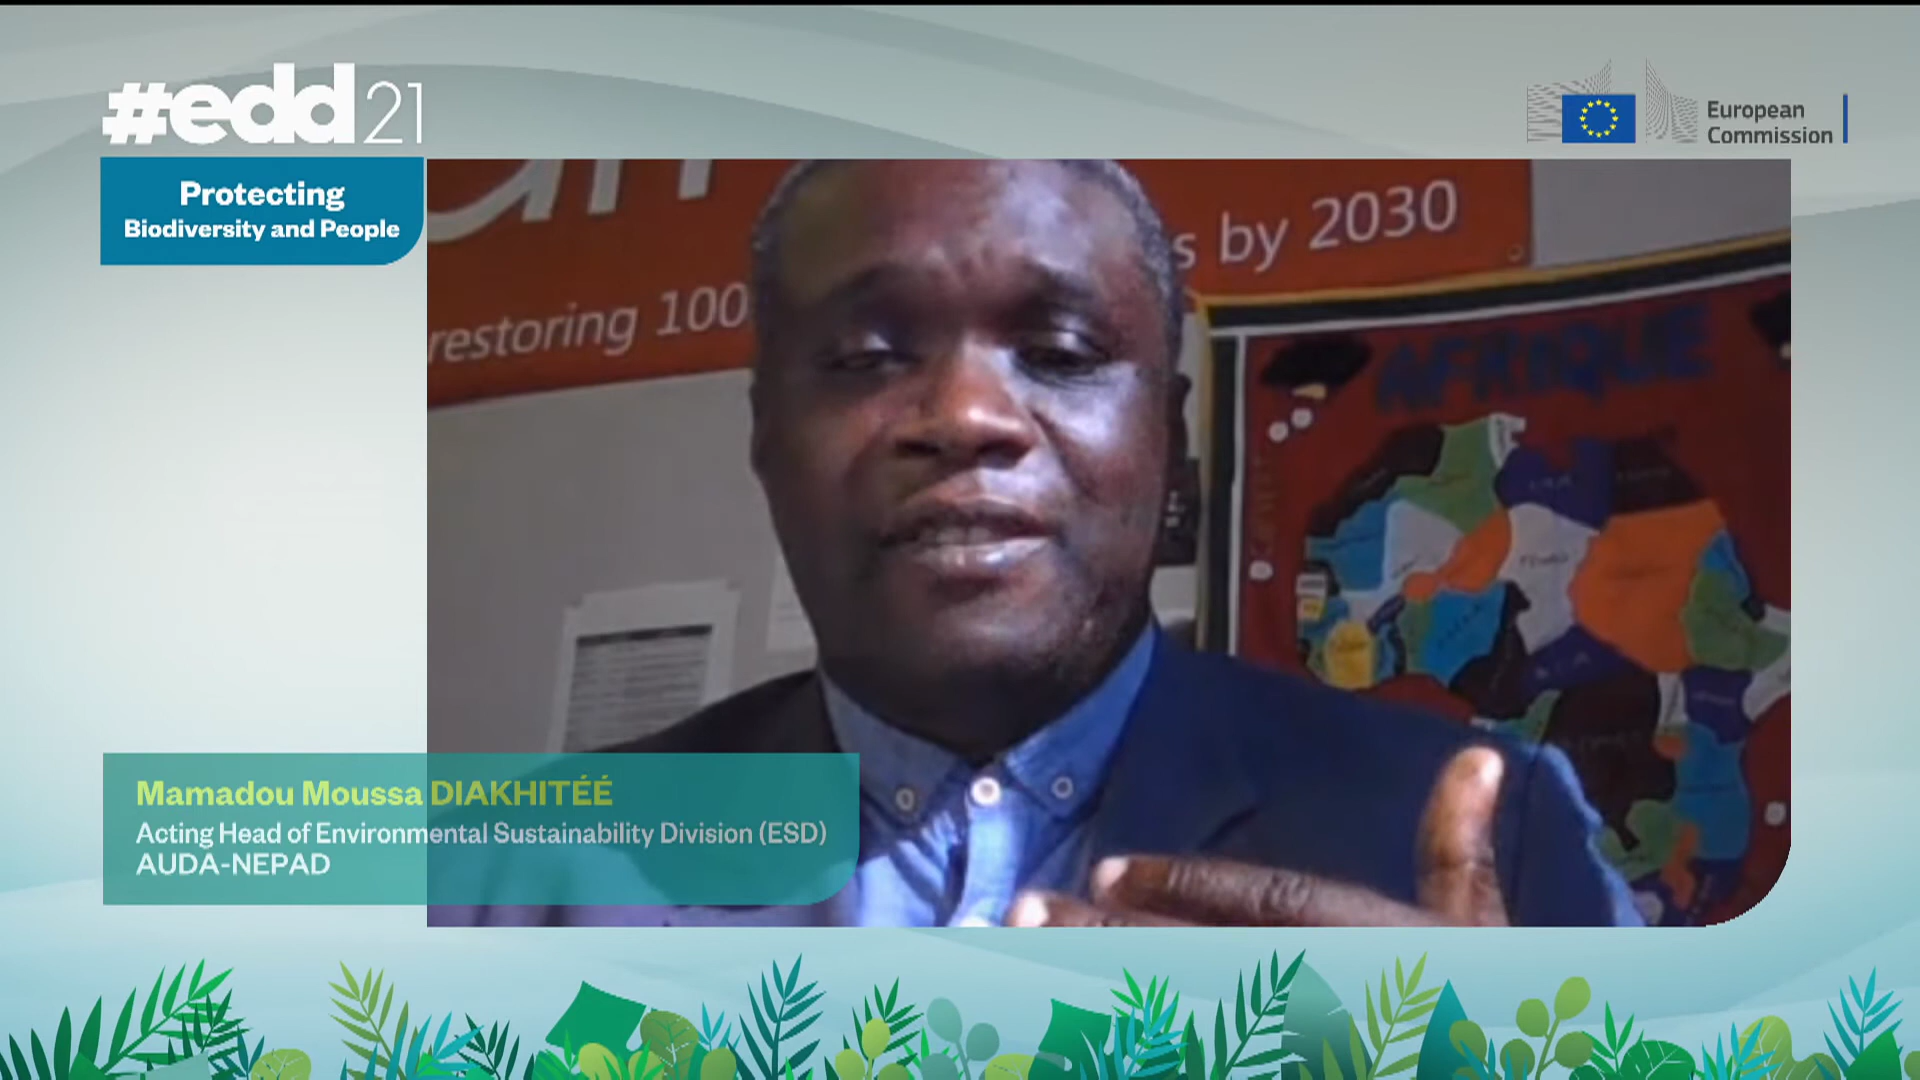 #edd21
European
Commission
Protecting
Biodiversity and People
s by 2030
restoring 100
AFRIQUE
Mamadou Moussa DIAKHITÉÉ
Acting Head of Environmental Sustainability Division (ESD)
AUDA-NEPAD